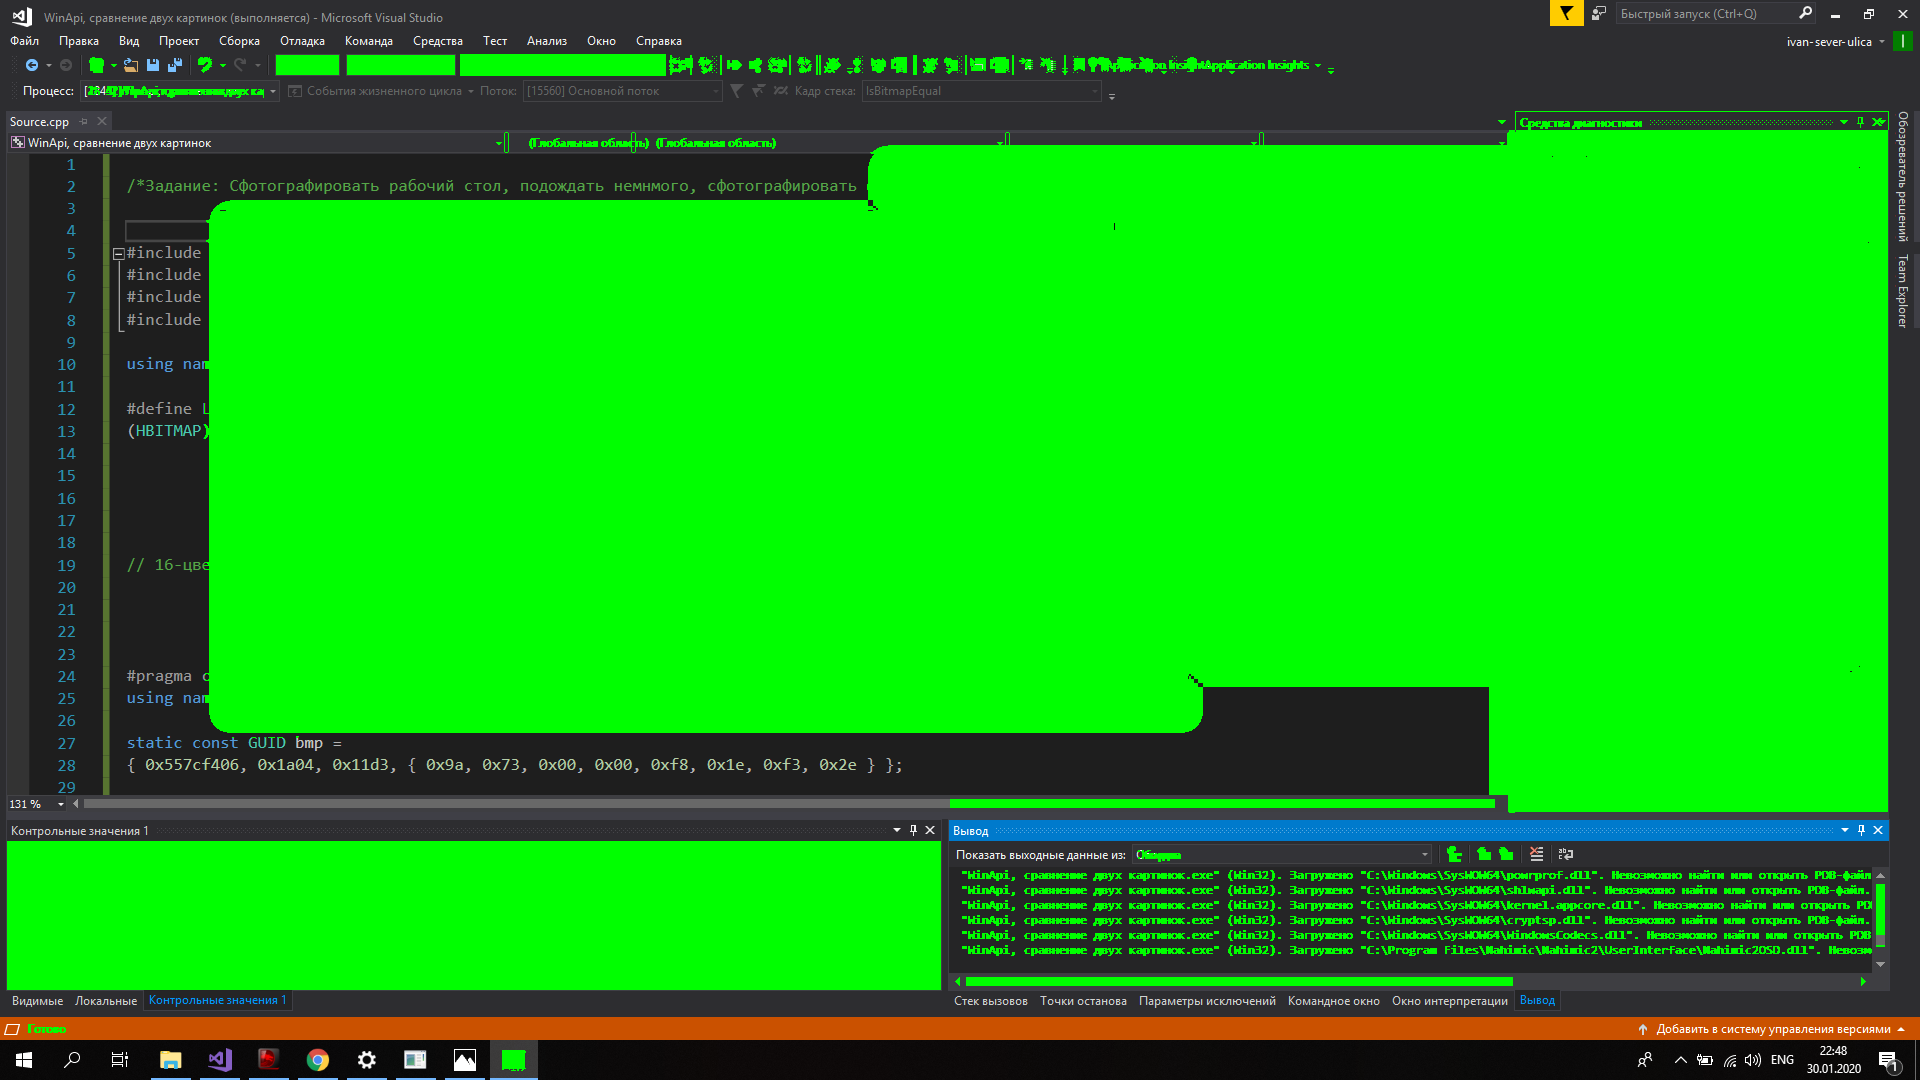 WinApi, сравнение двух картинок (выполняется) - Microsoft Visual Studio
Быстрый запуск (Ctrl+Q)
Файл Правка Вид Проект Сборка Отладка Команда Средства Тест Анализ Окно Справка
ivan-sever-ulica
Application Insights
Процесс:
События жизненного цикла
Поток:
[15560] Основной поток
Кадр стека:
IsBitmapEqual
Source.cpp
Средства диагностики
WinApi, сравнение двух картинок
(Глобальная область) (Глобальная область)
1
2 /*Задание: Сфотографировать рабочий стол, подождать немнмого, сфотографировать
3
4
5 #include
6 #include
7 #include
8 #include
9
10 using nam
11
12 #define L
13 (HBITMAP)
14
15
16
17
18
19 // 16-цве
20
21
22
23
24 #pragma c
25 using nam
26
27 static const GUID bmp =
28 { 0x557cf406, 0x1a04, 0x11d3, { 0x9a, 0x73, 0x00, 0x00, 0xf8, 0x1e, 0xf3, 0x2e } };
29
131 %
Обозреватель решений
Team Explorer
Контрольные значения 1
Видимые Локальные Контрольные значения 1
Вывод
Показать выходные данные из:
"WinApi, сравнение двух картинок.exe" (Win32). Загружено "C:\Windows\SysWOW64\powrprof.dll". Невозможно найти или открыть PDB-файл
"WinApi, сравнение двух картинок.exe" (Win32). Загружено "C:\Windows\SysWOW64\shlwapi.dll". Невозможно найти или открыть PDB-файл.
"WinApi, сравнение двух картинок.exe" (Win32). Загружено "C:\Windows\SysWOW64\kernel.appcore.dll". Невозможно найти или открыть PD
"WinApi, сравнение двух картинок.exe" (Win32). Загружено "C:\Windows\SysWOW64\cryptsp.dll". Невозможно найти или открыть PDB-файл.
"WinApi, сравнение двух картинок.exe" (Win32). Загружено "C:\Windows\SysWOW64\WindowsCodecs.dll". Невозможно найти или открыть PDB
"WinApi, сравнение двух картинок.exe" (Win32). Загружено "C:\Program Files\Nahimic\Nahimic2\UserInterface\Nahimic2OSD.dll". Невозм
Стек вызовов Точки останова Параметры исключений Командное окно Окно интерпретации Вывод
Готово
Добавить в систему управления версиями
ENG
22:48
30.01.2020
1